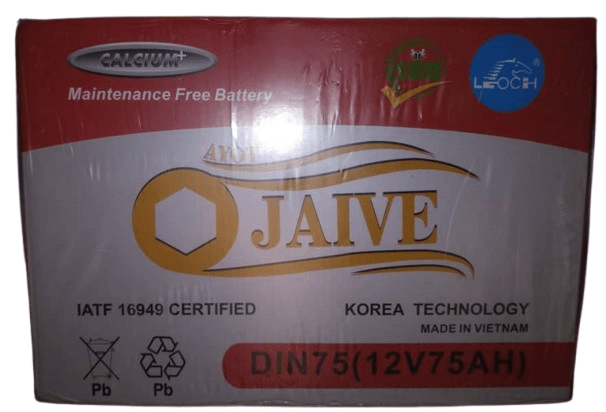 CALCIUM+
Maintenance Free Battery
LEOCH
JAIVE
IATF 16949 CERTIFIED
KOREA TECHNOLOGY
MADE IN VIETNAM
Pb
Pb
DIN75(12V75AH)